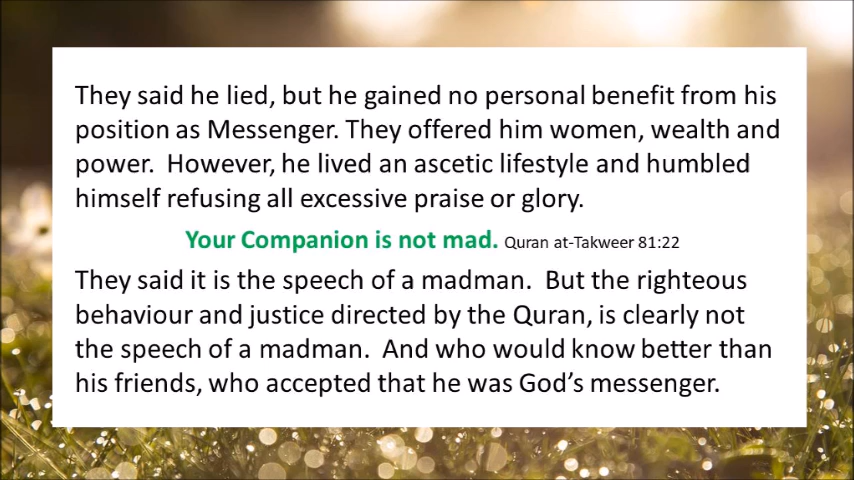 They said he lied, but he gained no personal benefit from his
position as Messenger. They offered him women, wealth and
power.  However, he lived an ascetic lifestyle and humbled
himself refusing all excessive praise or glory.
Your Companion is not mad. Quran at-Takweer 81:22
They said it is the speech of a madman.  But the righteous
behaviour and justice directed by the Quran, is clearly not
the speech of a madman.  And who would know better than
his friends, who accepted that he was God’s messenger.